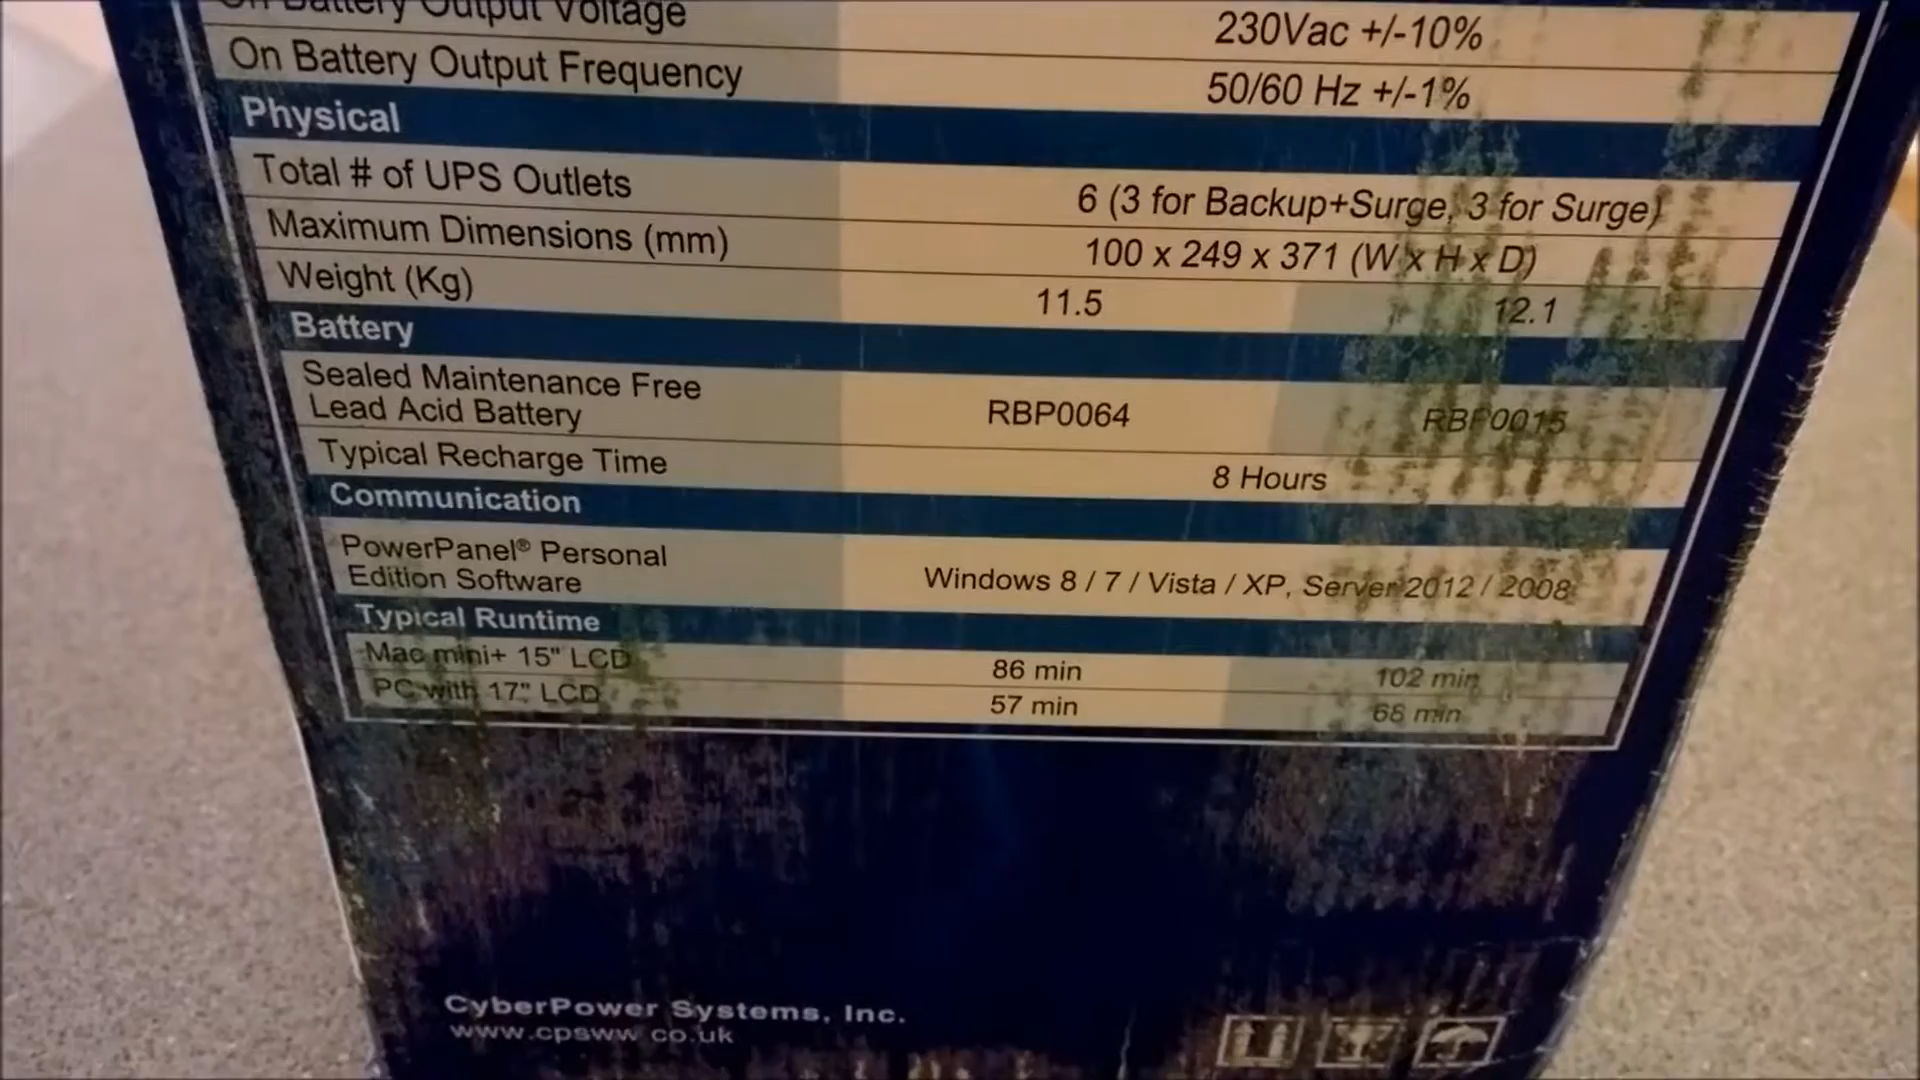 On Battery Output Voltage 230Vac +/-10%
On Battery Output Frequency 50/60 Hz +/-1%
Physical
Total # of UPS Outlets 6 (3 for Backup+Surge, 3 for Surge)
Maximum Dimensions (mm) 100 x 249 x 371 (W x H x D)
Weight (Kg) 11.5 12.1
Battery
Sealed Maintenance Free
Lead Acid Battery RBP0064 RBP0015
Typical Recharge Time 8 Hours
Communication
PowerPanel® Personal
Edition Software Windows 8 / 7 / Vista / XP, Server 2012 / 2008
Typical Runtime
Mac mini+ 15" LCD 86 min 102 min
PC with 17" LCD 57 min 68 min
CyberPower Systems, Inc.
www.cpsww.co.uk